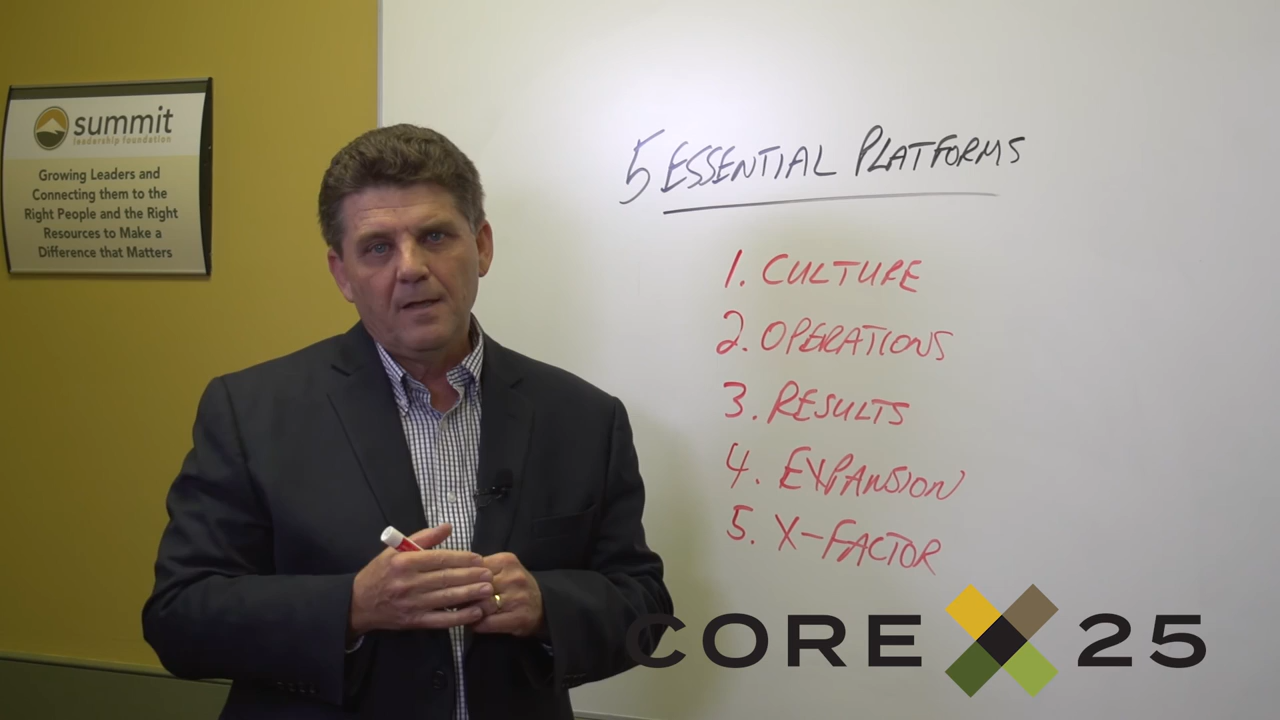 summit
leadership foundation
Growing Leaders and
Connecting them to the
Right People and the Right
Resources to Make a
Difference that Matters
5 ESSENTIAL PLATFORMS
1. CULTURE
2. OPERATIONS
3. RESULTS
4. EXPANSION
5. X-FACTOR
CORE X 25